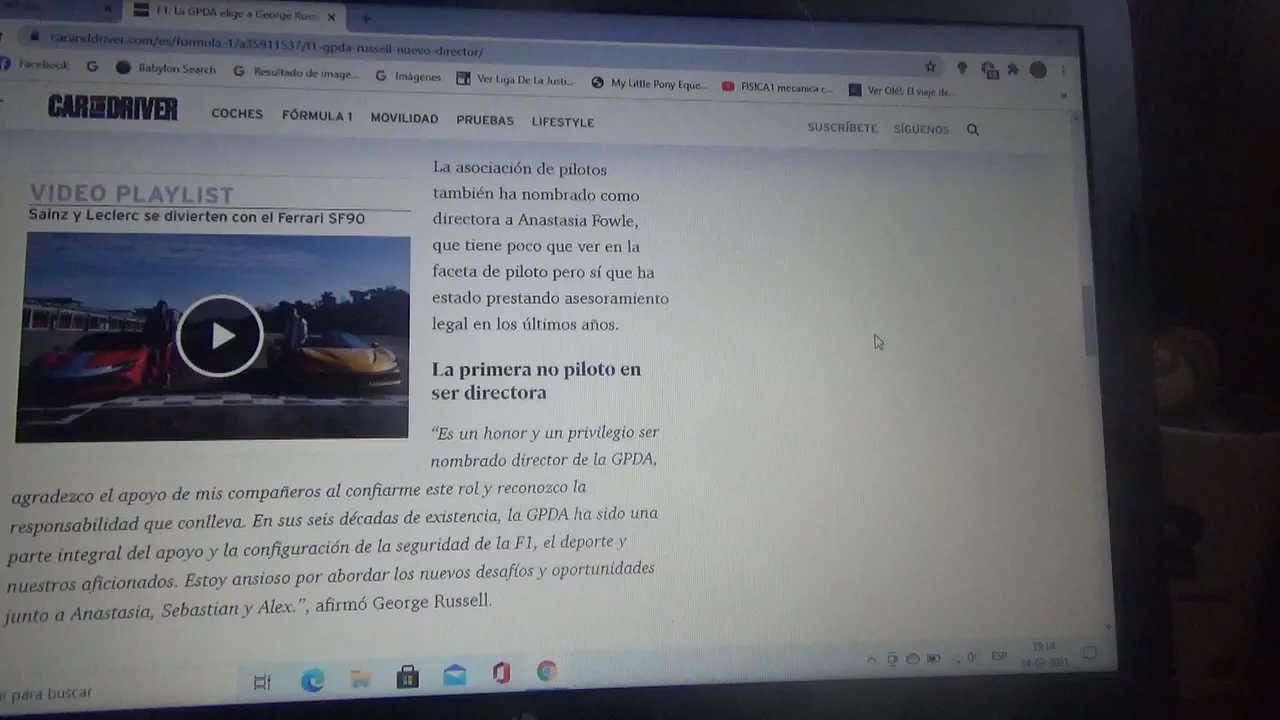 F1. La GPDA elige a George Russ
caranddriver.com/es/formula-1/a35911537/f1-gpda-russell-nuevo-director/
Facebook
Babylon Search
Resultado de image...
Imágenes
Ver Liga De La Justi...
My Little Pony Eque...
FISICA1 mecanica c...
Ver Olé!: El viaje de...
CAR AND DRIVER
COCHES FÓRMULA 1 MOVILIDAD PRUEBAS LIFESTYLE
SUSCRÍBETE SÍGUENOS
VIDEO PLAYLIST
Sainz y Leclerc se divierten con el Ferrari SF90
La asociación de pilotos
también ha nombrado como
directora a Anastasia Fowle,
que tiene poco que ver en la
faceta de piloto pero sí que ha
estado prestando asesoramiento
legal en los últimos años.
La primera no piloto en
ser directora
“Es un honor y un privilegio ser
nombrado director de la GPDA,
agradezco el apoyo de mis compañeros al confiarme este rol y reconozco la
responsabilidad que conlleva. En sus seis décadas de existencia, la GPDA ha sido una
parte integral del apoyo y la configuración de la seguridad de la F1, el deporte y
nuestros aficionados. Estoy ansioso por abordar los nuevos desafíos y oportunidades
junto a Anastasia, Sebastian y Alex.”, afirmó George Russell.
para buscar
ESP
19:14